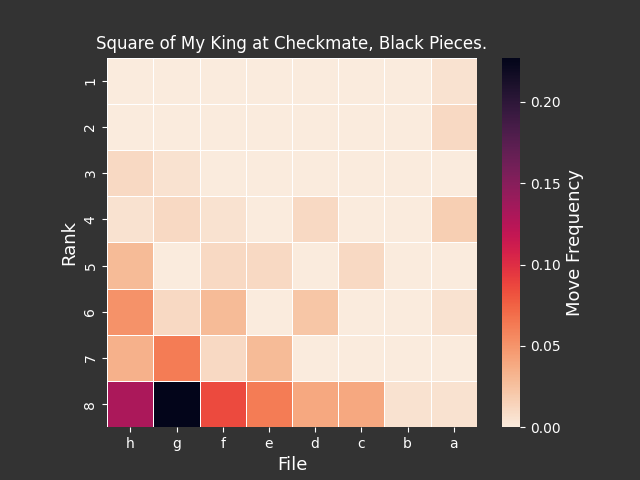 Square of My King at Checkmate, Black Pieces.
1
2
3
4
5
6
7
8
Rank
h g f e d c b a
File
0.20
0.15
0.10
0.05
0.00
Move Frequency